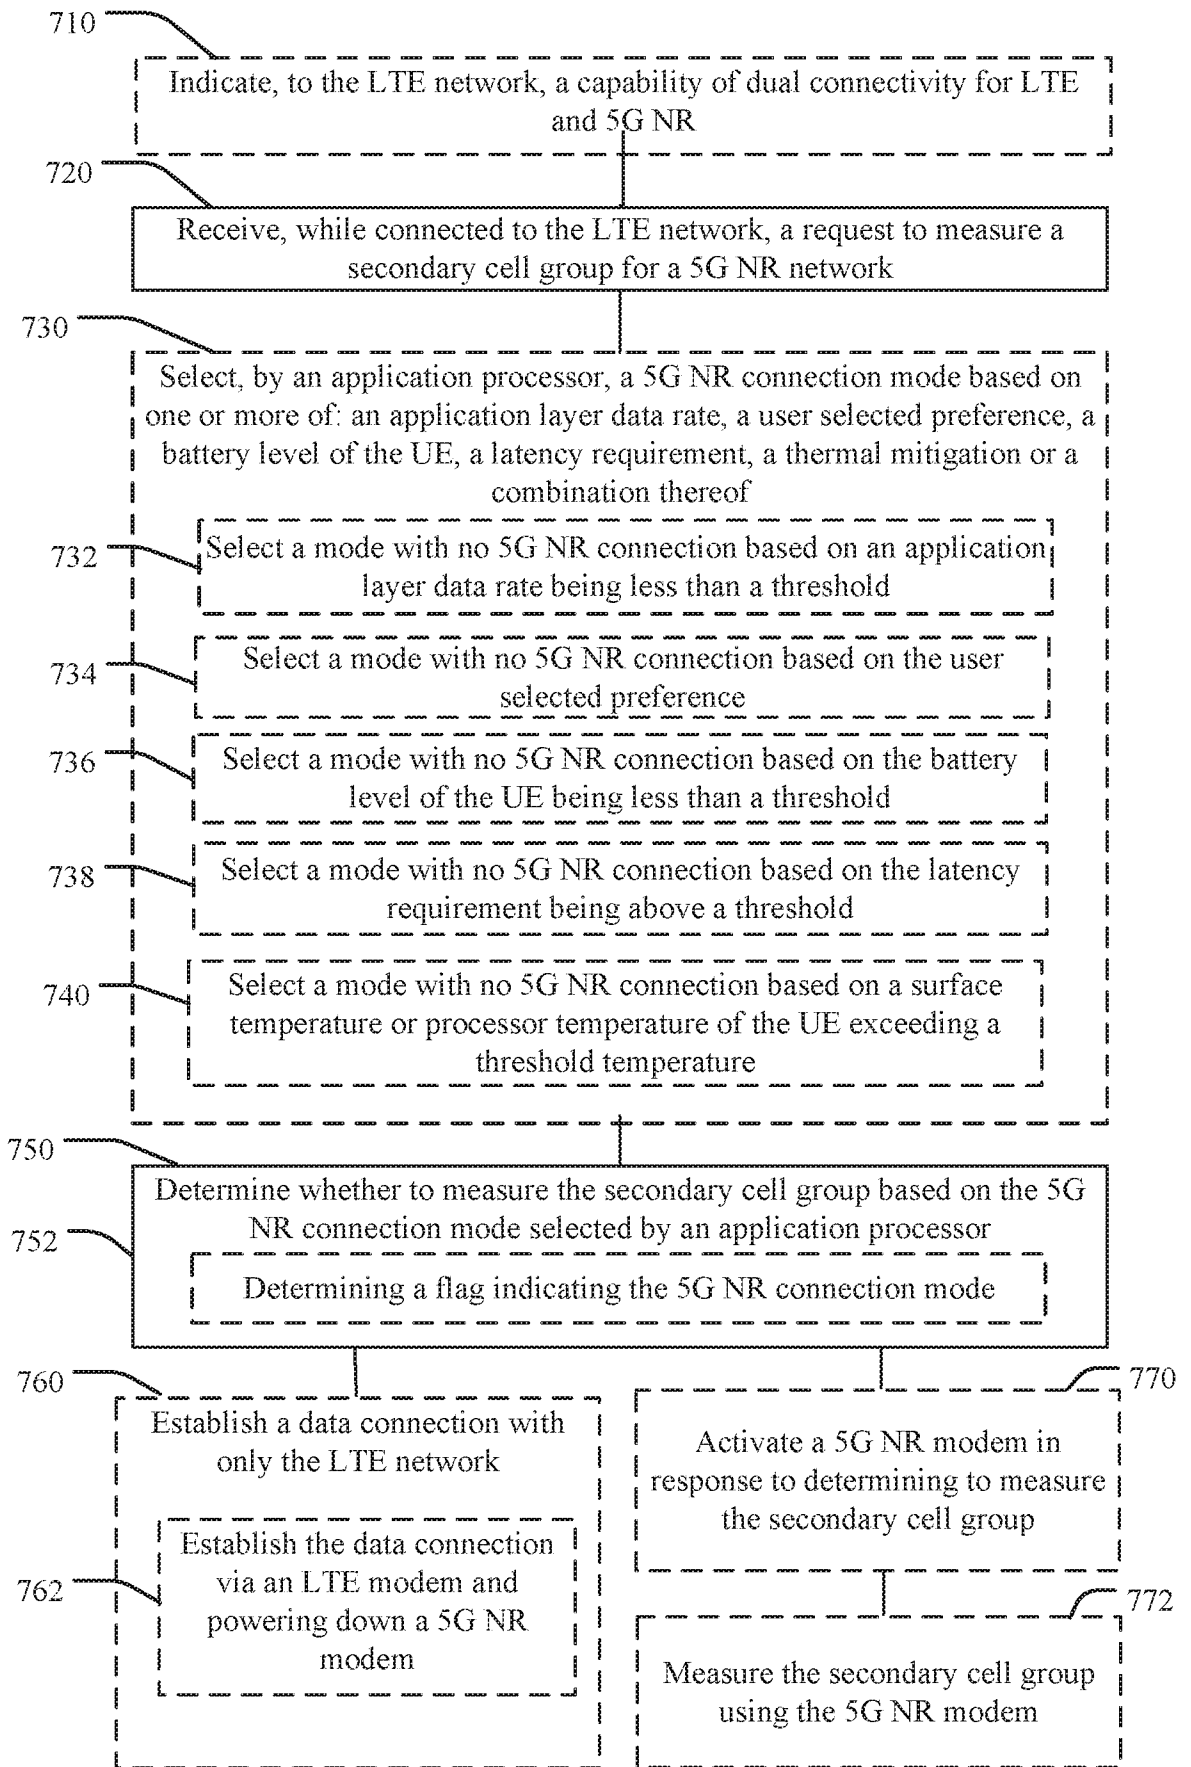 710
Indicate, to the LTE network, a capability of dual connectivity for LTE
and 5G NR
720
Receive, while connected to the LTE network, a request to measure a
secondary cell group for a 5G NR network
730
Select, by an application processor, a 5G NR connection mode based on
one or more of: an application layer data rate, a user selected preference, a
battery level of the UE, a latency requirement, a thermal mitigation or a
combination thereof
732
Select a mode with no 5G NR connection based on an application
layer data rate being less than a threshold
734
Select a mode with no 5G NR connection based on the user
selected preference
736
Select a mode with no 5G NR connection based on the battery
level of the UE being less than a threshold
738
Select a mode with no 5G NR connection based on the latency
requirement being above a threshold
740
Select a mode with no 5G NR connection based on a surface
temperature or processor temperature of the UE exceeding a
threshold temperature
750
Determine whether to measure the secondary cell group based on the 5G
NR connection mode selected by an application processor
752
Determining a flag indicating the 5G NR connection mode
760
Establish a data connection with
only the LTE network
762
Establish the data connection
via an LTE modem and
powering down a 5G NR
modem
770
Activate a 5G NR modem in
response to determining to measure
the secondary cell group
772
Measure the secondary cell group
using the 5G NR modem